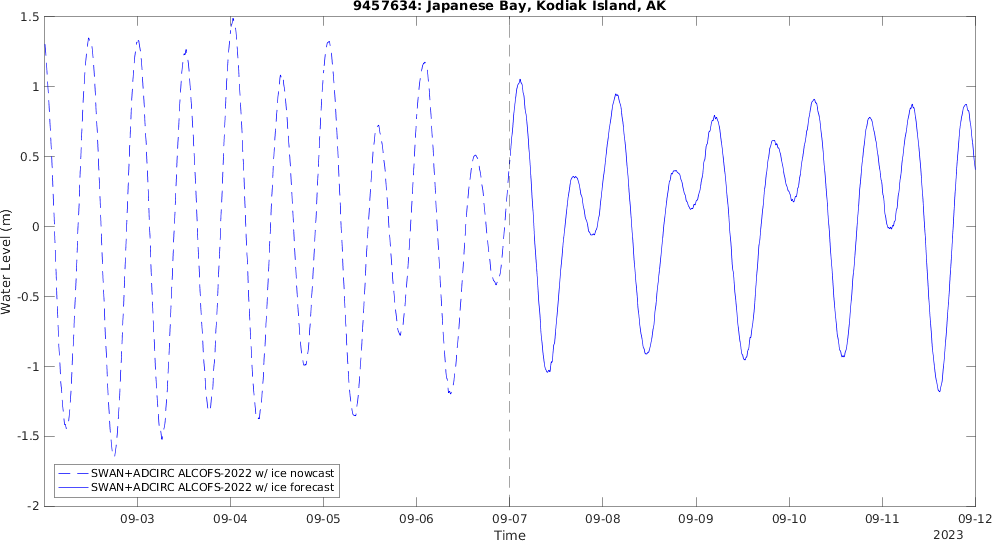 9457634: Japanese Bay, Kodiak Island, AK
1.5
1
0.5
0
-0.5
-1
-1.5
-2
Water Level (m)
SWAN+ADCIRC ALCOFS-2022 w/ ice nowcast
SWAN+ADCIRC ALCOFS-2022 w/ ice forecast
09-03 09-04 09-05 09-06 09-07 09-08 09-09 09-10 09-11 09-12
Time
2023